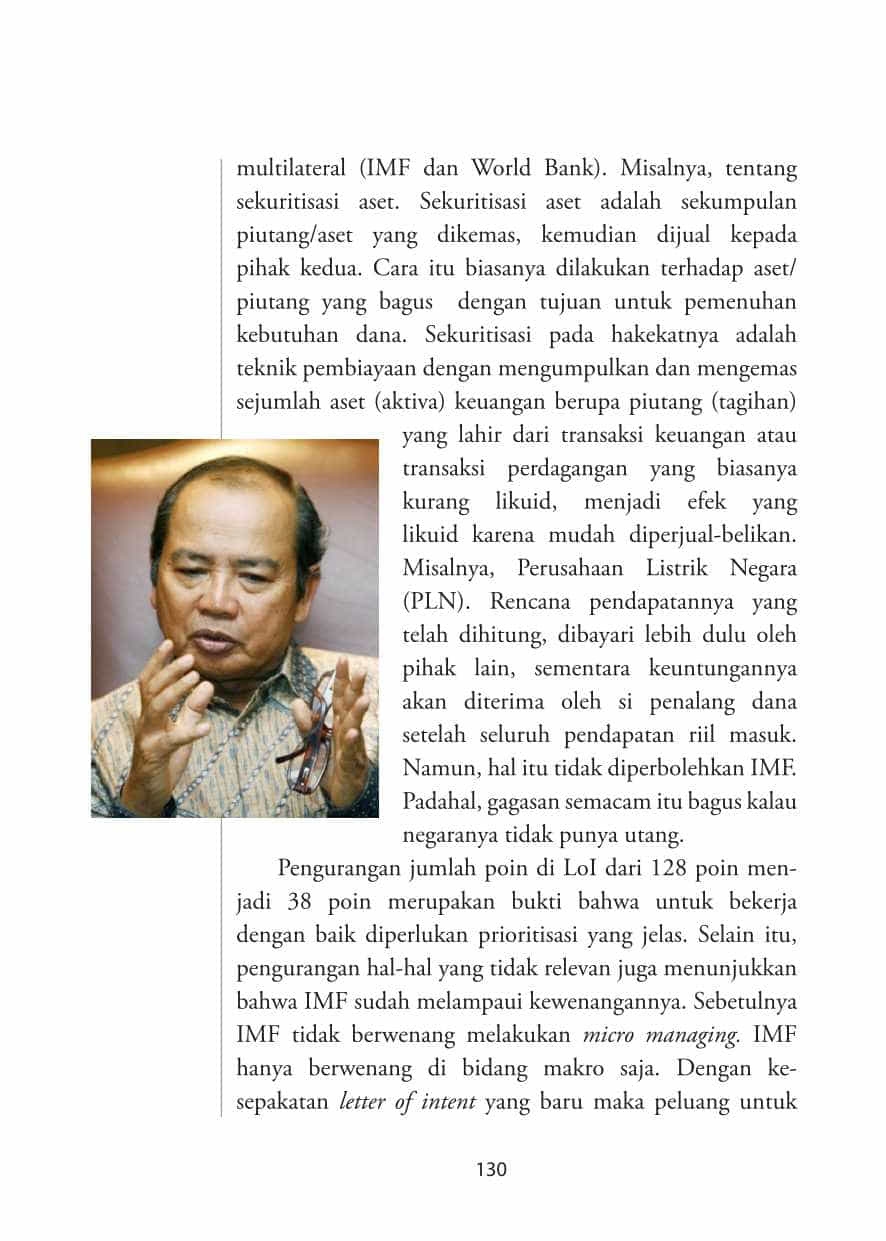 multilateral (IMF dan World Bank). Misalnya, tentang
sekuritisasi aset. Sekuritisasi aset adalah sekumpulan
piutang/aset yang dikemas, kemudian dijual kepada
pihak kedua. Cara itu biasanya dilakukan terhadap aset/
piutang yang bagus dengan tujuan untuk pemenuhan
kebutuhan dana. Sekuritisasi pada hakekatnya adalah
teknik pembiayaan dengan mengumpulkan dan mengemas
sejumlah aset (aktiva) keuangan berupa piutang (tagihan)
yang lahir dari transaksi keuangan atau
transaksi perdagangan yang biasanya
kurang likuid, menjadi efek yang
likuid karena mudah diperjual-belikan.
Misalnya, Perusahaan Listrik Negara
(PLN). Rencana pendapatannya yang
telah dihitung, dibayari lebih dulu oleh
pihak lain, sementara keuntungannya
akan diterima oleh si penalang dana
setelah seluruh pendapatan riil masuk.
Namun, hal itu tidak diperbolehkan IMF.
Padahal, gagasan semacam itu bagus kalau
negaranya tidak punya utang.
Pengurangan jumlah poin di LoI dari 128 poin men-
jadi 38 poin merupakan bukti bahwa untuk bekerja
dengan baik diperlukan prioritisasi yang jelas. Selain itu,
pengurangan hal-hal yang tidak relevan juga menunjukkan
bahwa IMF sudah melampaui kewenangannya. Sebetulnya
IMF tidak berwenang melakukan micro managing. IMF
hanya berwenang di bidang makro saja. Dengan ke-
sepakatan letter of intent yang baru maka peluang untuk
130